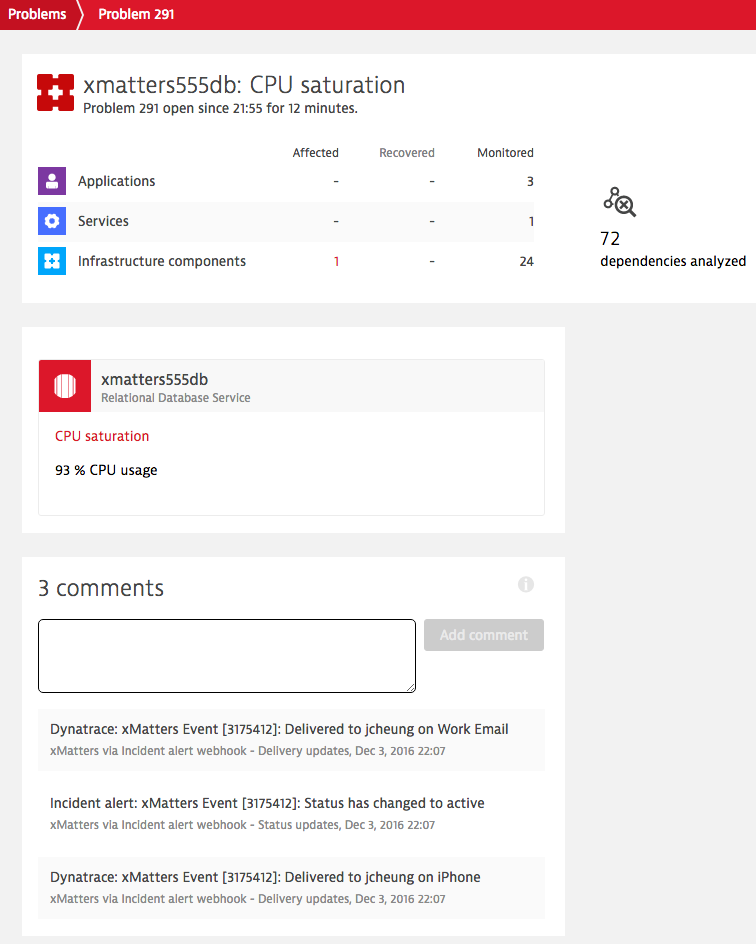 Problems Problem 291
xmatters555db: CPU saturation
Problem 291 open since 21:55 for 12 minutes.
Affected Recovered Monitored
Applications - - 3
Services - - 1
Infrastructure components 1 - 24
72
dependencies analyzed
xmatters555db
Relational Database Service
CPU saturation
93 % CPU usage
3 comments
Add comment
Dynatrace: xMatters Event [3175412]: Delivered to jcheung on Work Email
xMatters via Incident alert webhook - Delivery updates, Dec 3, 2016 22:07
Incident alert: xMatters Event [3175412]: Status has changed to active
xMatters via Incident alert webhook - Status updates, Dec 3, 2016 22:07
Dynatrace: xMatters Event [3175412]: Delivered to jcheung on iPhone
xMatters via Incident alert webhook - Delivery updates, Dec 3, 2016 22:07